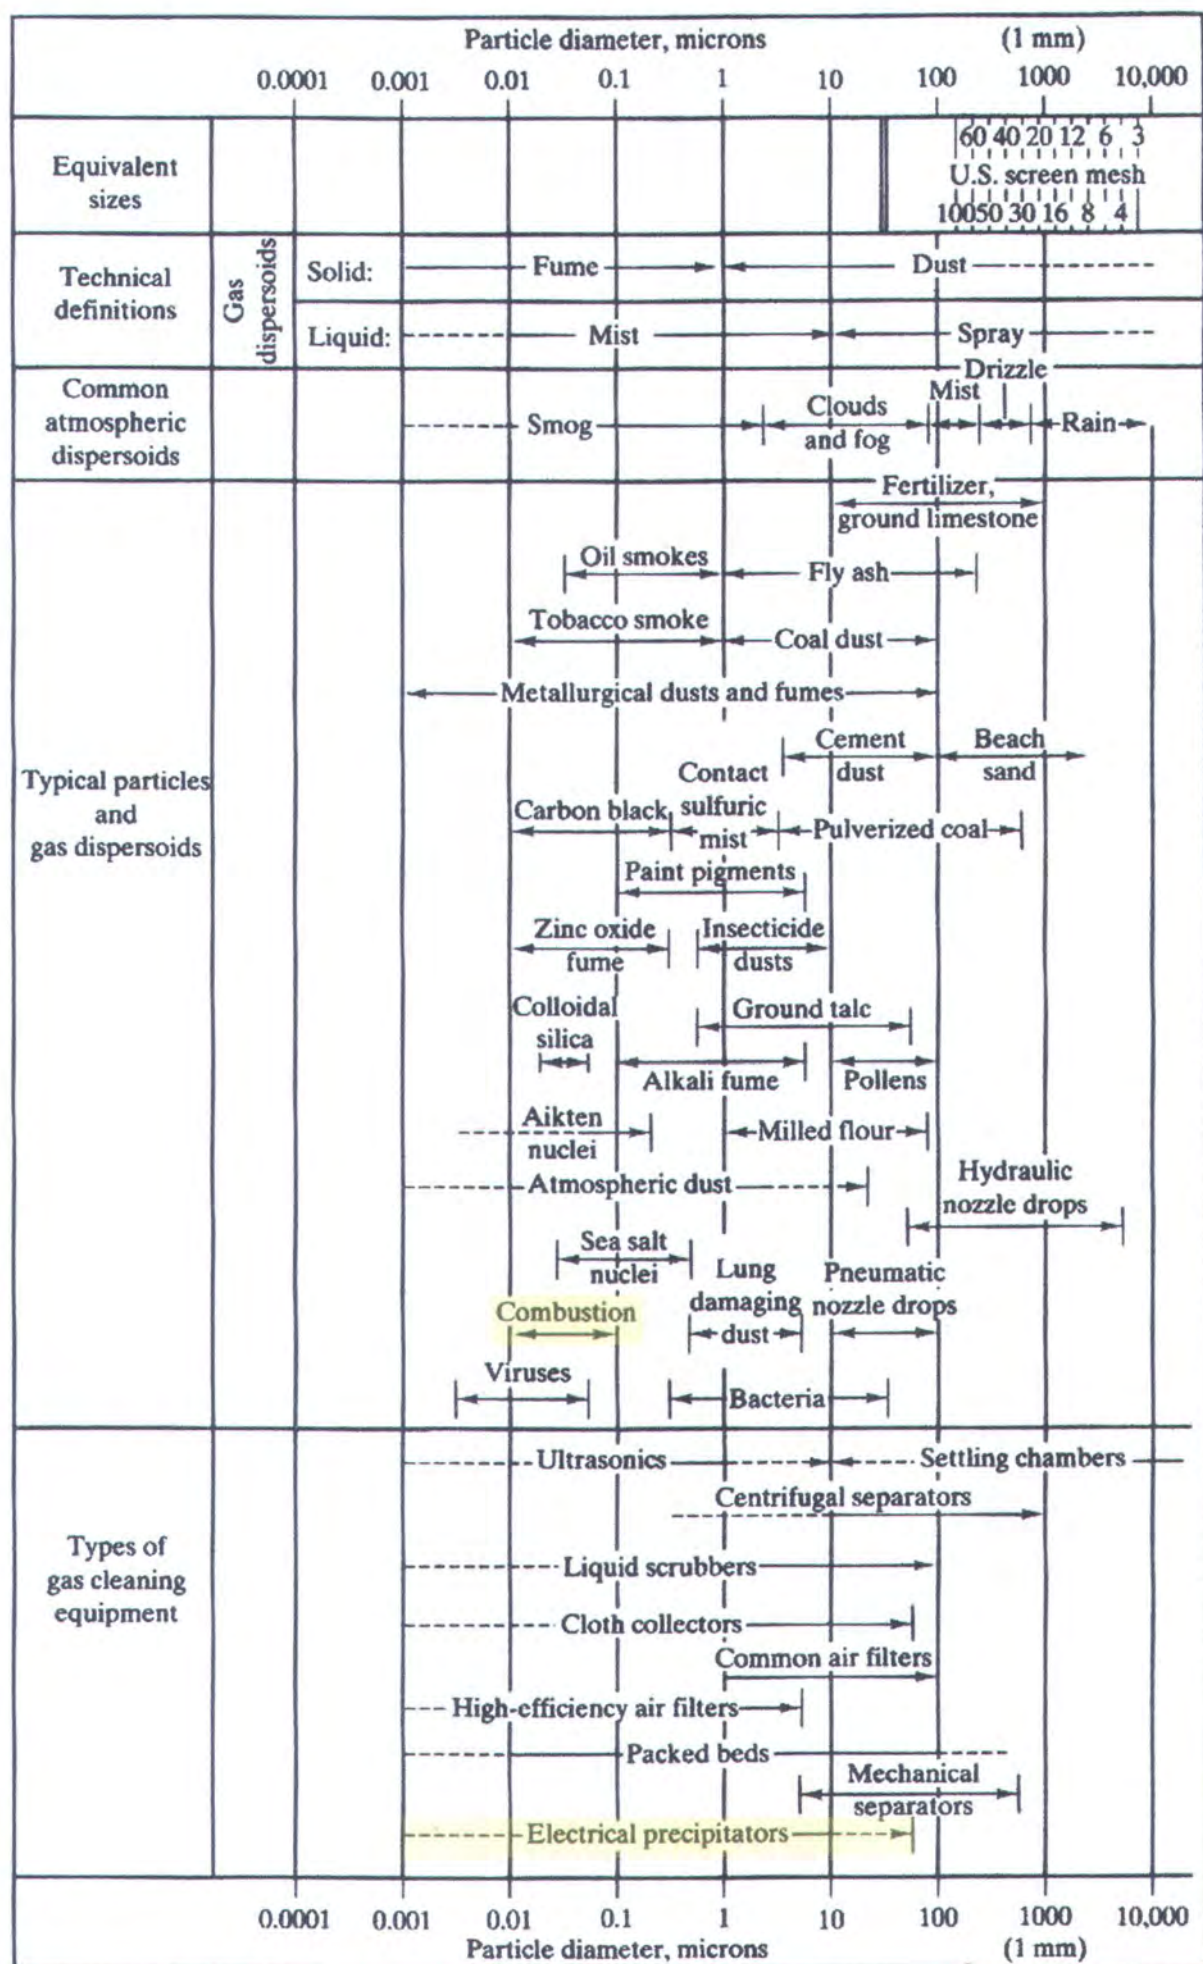 Particle diameter, microns (1 mm)
0.0001 0.001 0.01 0.1 1 10 100 1000 10,000
Equivalent
sizes
60 40 20 12 6 3
U.S. screen mesh
100 50 30 16 8 4
Technical
definitions
Gas
dispersoids
Solid: Fume Dust
Liquid: Mist Spray
Common
atmospheric
dispersoids
Drizzle
Mist
Smog
Clouds
and fog
Rain
Typical particles
and
gas dispersoids
Fertilizer,
ground limestone
Oil smokes
Fly ash
Tobacco smoke
Coal dust
Metallurgical dusts and fumes
Cement
dust
Beach
sand
Carbon black
Contact
sulfuric
mist
Pulverized coal
Paint pigments
Zinc oxide
fume
Insecticide
dusts
Colloidal
silica
Ground talc
Alkali fume
Pollens
Aikten
nuclei
Milled flour
Atmospheric dust
Hydraulic
nozzle drops
Sea salt
nuclei
Lung
damaging
dust
Pneumatic
nozzle drops
Combustion
Viruses
Bacteria
Types of
gas cleaning
equipment
Ultrasonics
Settling chambers
Centrifugal separators
Liquid scrubbers
Cloth collectors
Common air filters
High-efficiency air filters
Packed beds
Mechanical
separators
Electrical precipitators
0.0001 0.001 0.01 0.1 1 10 100 1000 10,000
Particle diameter, microns (1 mm)